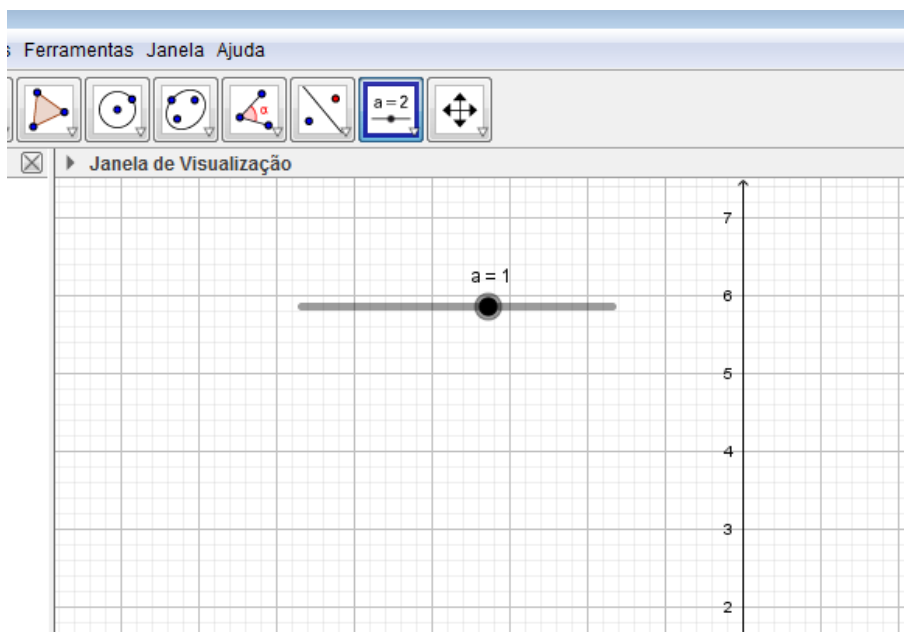 s Ferramentas Janela Ajuda
α
a=2
Janela de Visualização
7
a = 1
6
5
4
3
2